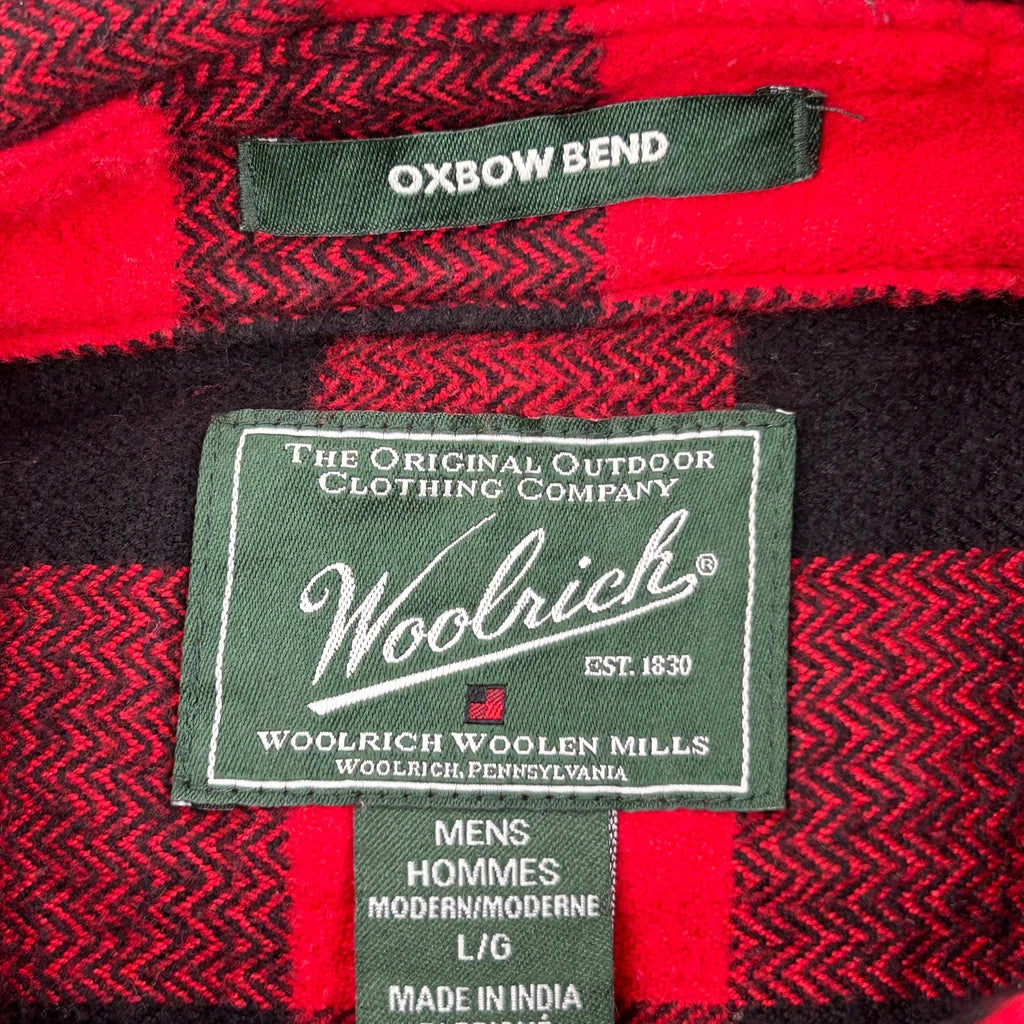 OXBOW BEND
THE ORIGINAL OUTDOOR
CLOTHING COMPANY
Woolrich®
EST. 1830
WOOLRICH WOOLEN MILLS
WOOLRICH, PENNSYLVANIA
MENS
HOMMES
MODERN/MODERNE
L/G
MADE IN INDIA